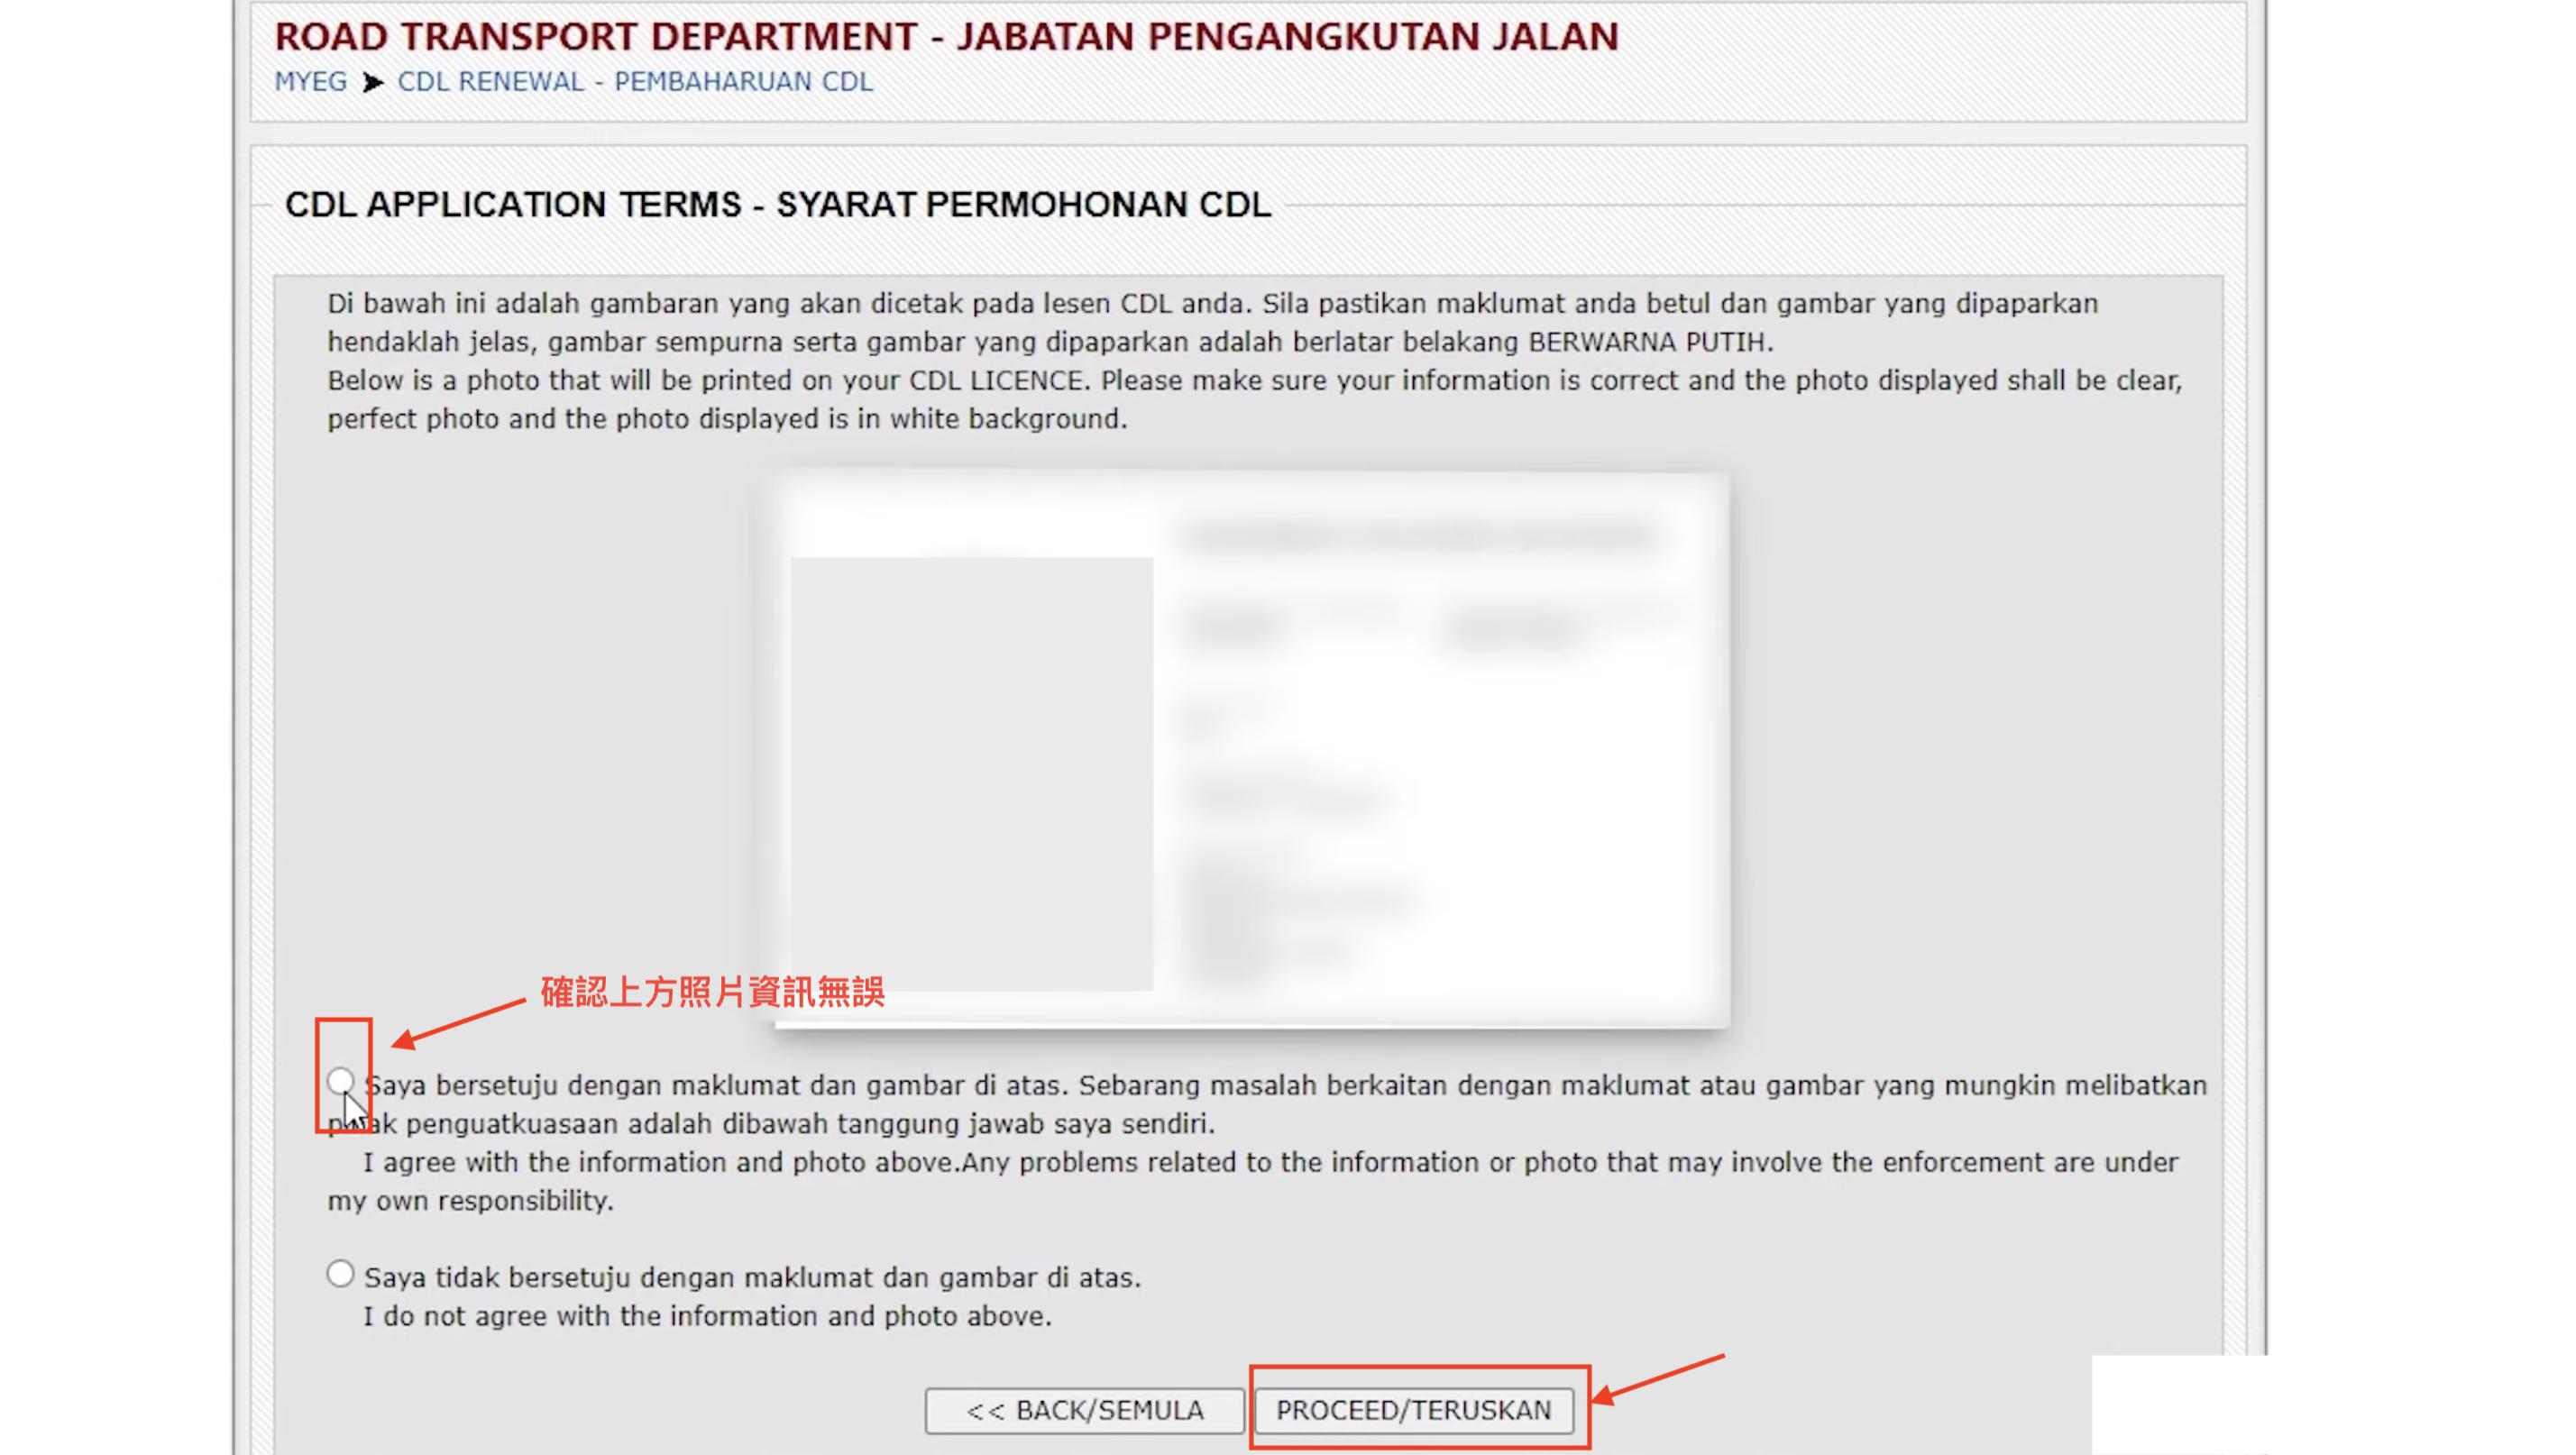 ROAD TRANSPORT DEPARTMENT - JABATAN PENGANGKUTAN JALAN
MYEG ➤ CDL RENEWAL - PEMBAHARUAN CDL
CDL APPLICATION TERMS - SYARAT PERMOHONAN CDL
Di bawah ini adalah gambaran yang akan dicetak pada lesen CDL anda. Sila pastikan maklumat anda betul dan gambar yang dipaparkan
hendaklah jelas, gambar sempurna serta gambar yang dipaparkan adalah berlatar belakang BERWARNA PUTIH.
Below is a photo that will be printed on your CDL LICENCE. Please make sure your information is correct and the photo displayed shall be clear,
perfect photo and the photo displayed is in white background.
確認上方照片資訊無誤
Saya bersetuju dengan maklumat dan gambar di atas. Sebarang masalah berkaitan dengan maklumat atau gambar yang mungkin melibatkan
penguatkuasaan adalah dibawah tanggung jawab saya sendiri.
I agree with the information and photo above.Any problems related to the information or photo that may involve the enforcement are under
my own responsibility.
Saya tidak bersetuju dengan maklumat dan gambar di atas.
I do not agree with the information and photo above.
<< BACK/SEMULA
PROCEED/TERUSKAN